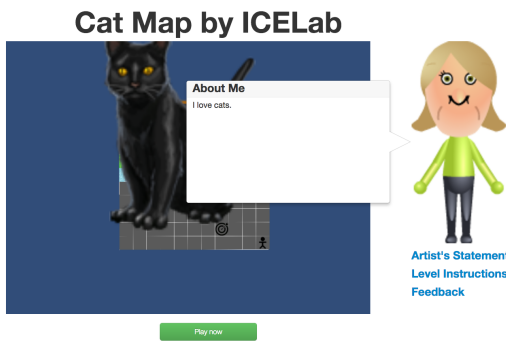 Cat Map by ICELab
About Me
I love cats.
Artist's Statement
Level Instructions
Feedback
Play now